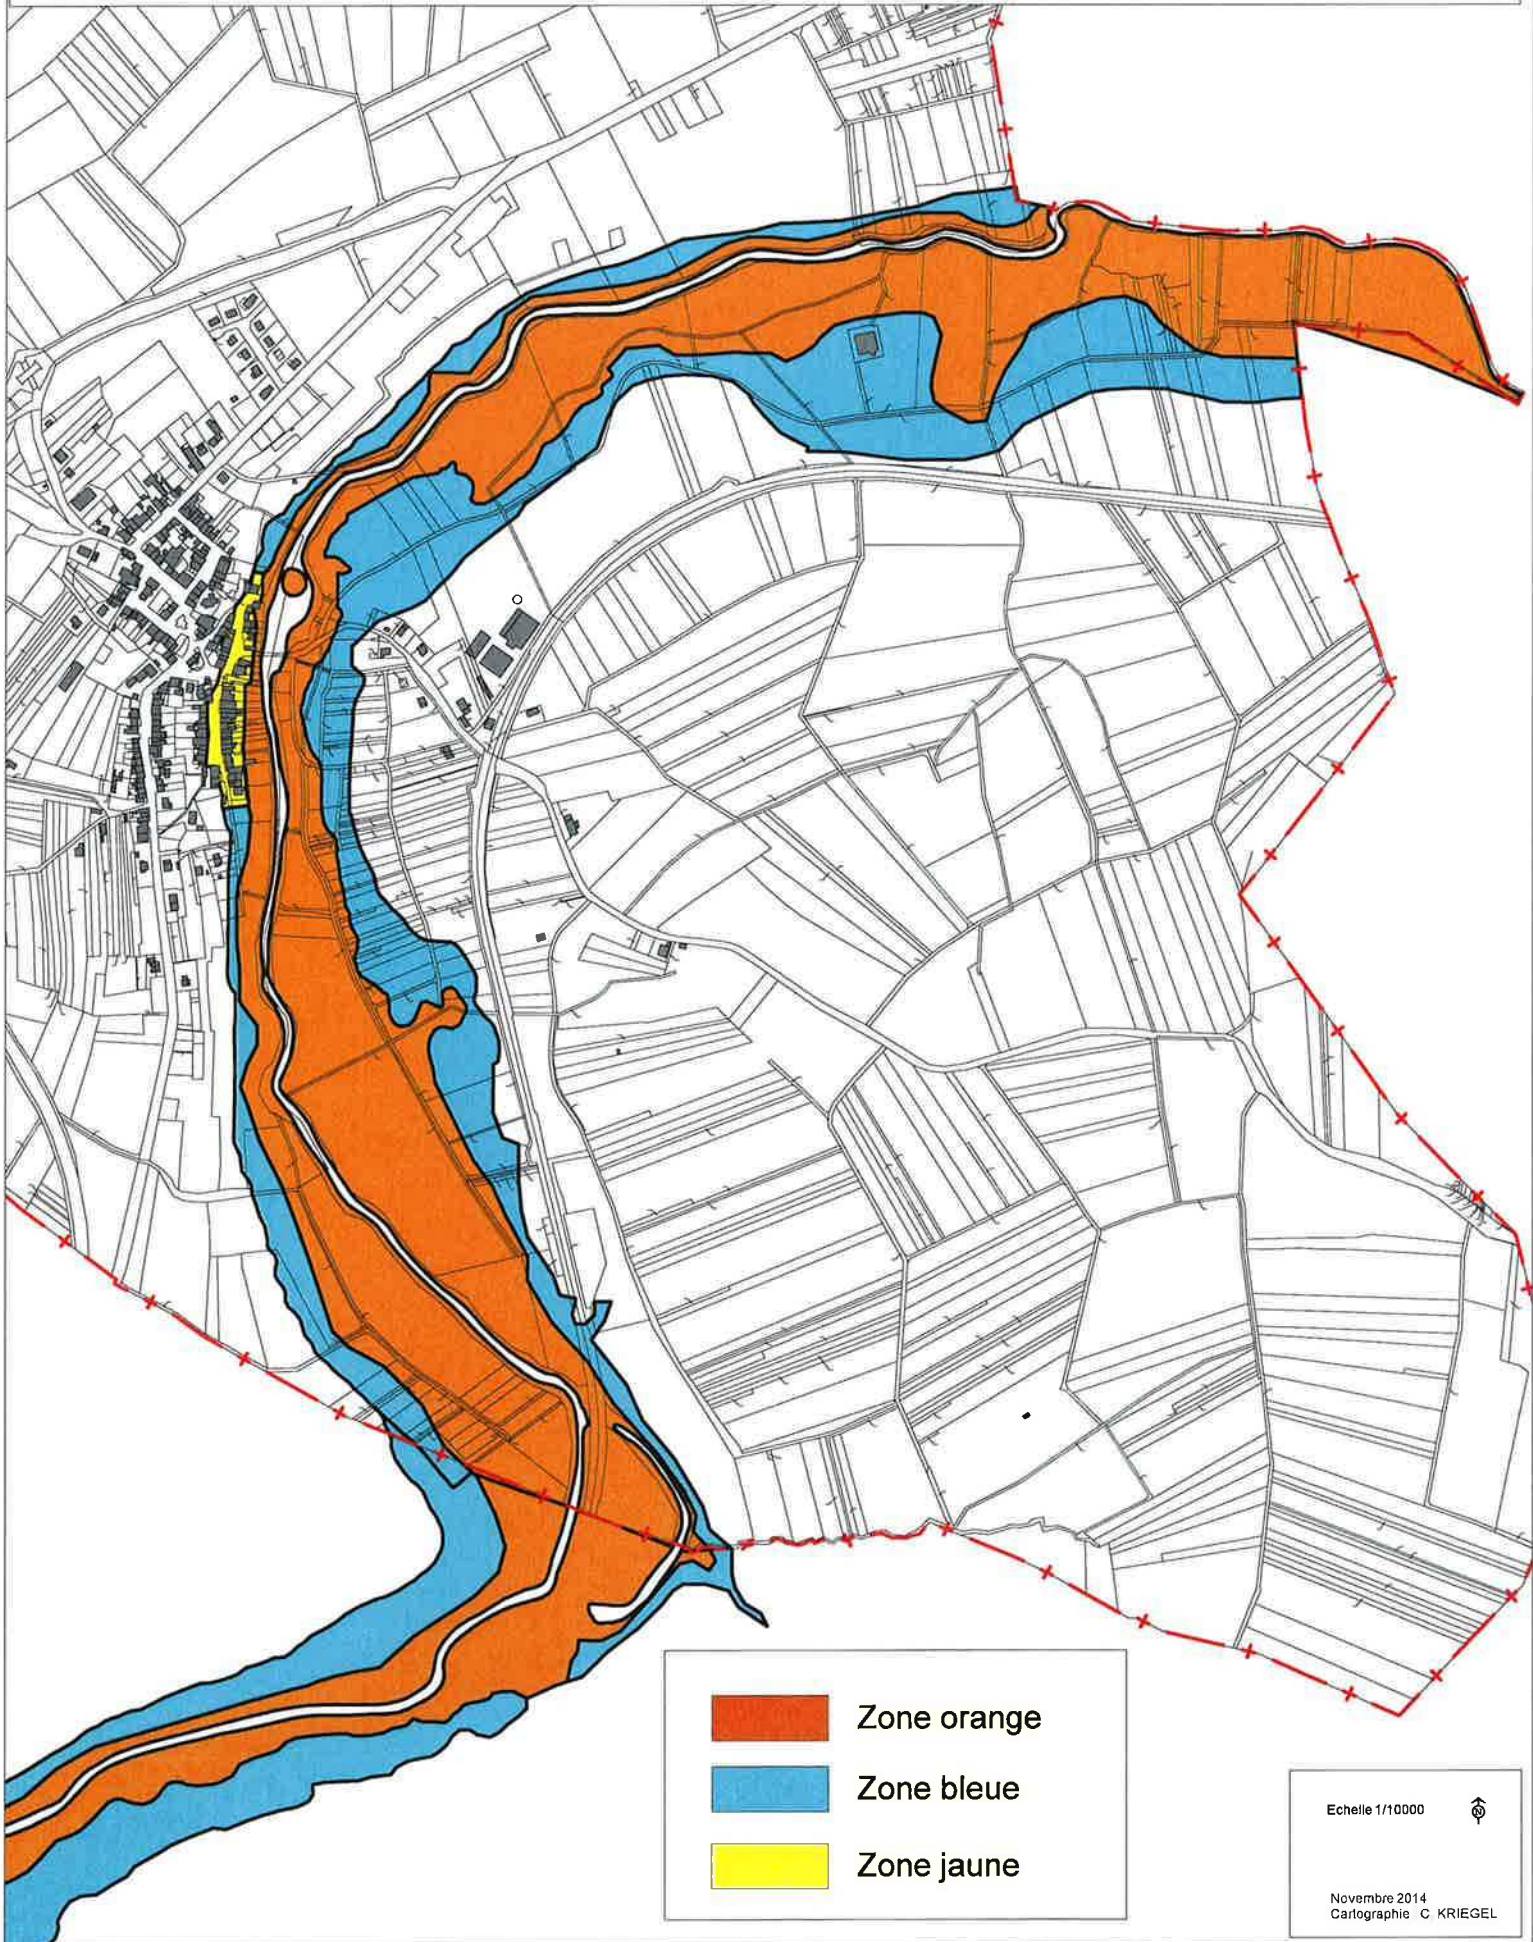 Zone orange
Zone bleue
Zone jaune
Echelle 1/10000
N
Novembre 2014
Cartographie C KRIEGEL